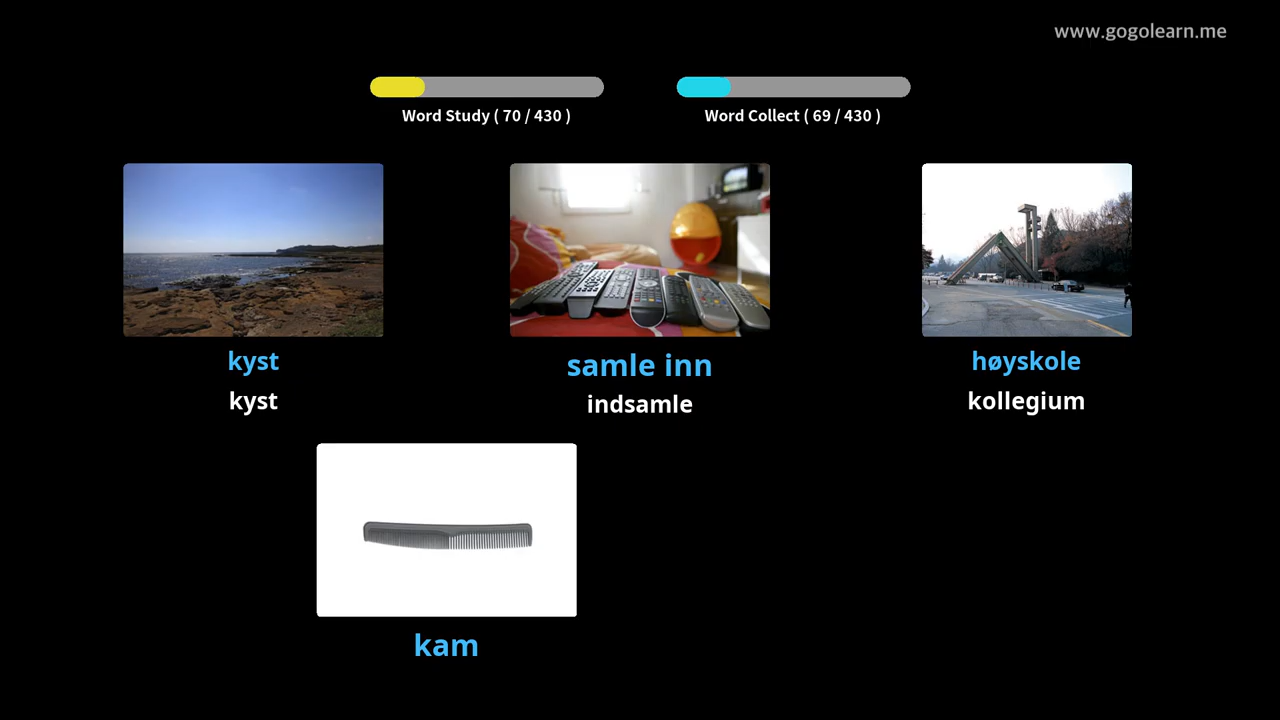 www.gogolearn.me
Word Study ( 70 / 430 )
Word Collect ( 69 / 430 )
kyst
samle inn
høyskole
kyst
indsamle
kollegium
kam